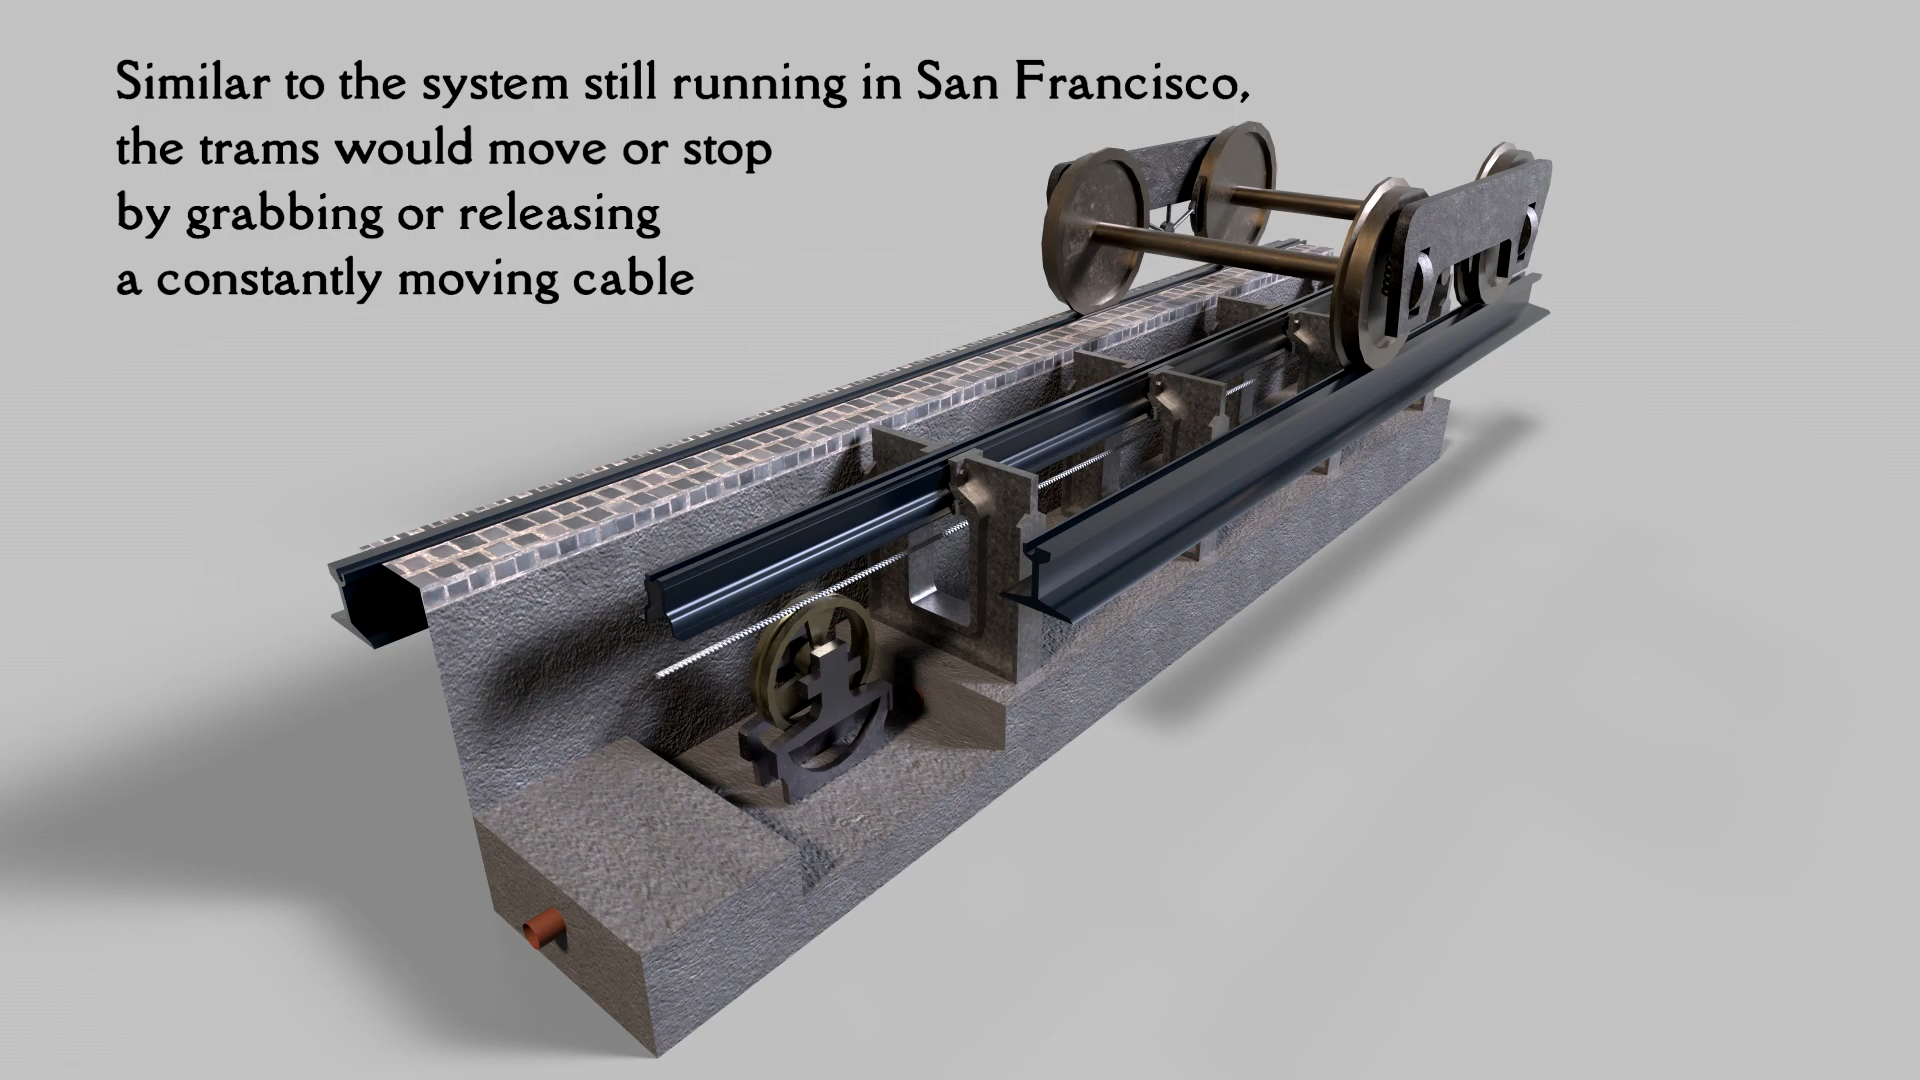 Similar to the system still running in San Francisco,
the trams would move or stop
by grabbing or releasing
a constantly moving cable